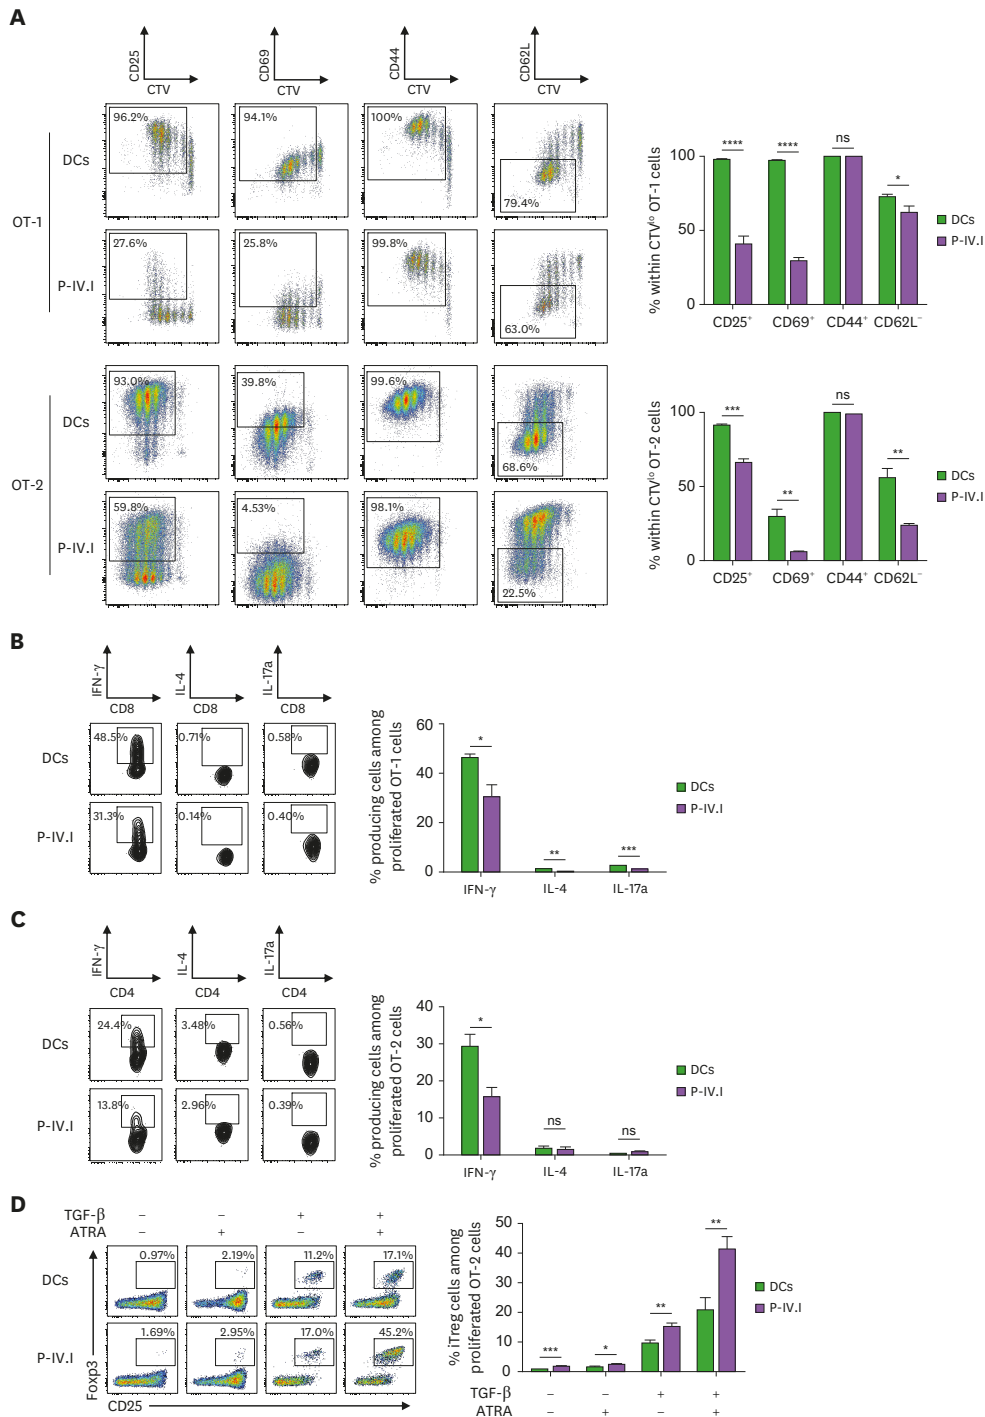 A
CD25
CTV
CD69
CTV
CD44
CTV
CD62L
CTV
OT-1
DCs
96.2%
94.1%
100%
79.4%
P-IV.I
27.6%
25.8%
99.8%
63.0%
OT-2
DCs
93.0%
39.8%
99.6%
68.6%
P-IV.I
59.8%
4.53%
98.1%
22.5%
% within CTVlo OT-1 cells
100
50
0
****
****
ns
*
CD25+
CD69+
CD44+
CD62L−
DCs
P-IV.I
% within CTVlo OT-2 cells
100
50
0
***
**
ns
**
CD25+
CD69+
CD44+
CD62L−
DCs
P-IV.I
B
IFN-γ
CD8
IL-4
CD8
IL-17a
CD8
DCs
48.5%
0.71%
0.58%
P-IV.I
31.3%
0.14%
0.40%
% producing cells among
proliferated OT-1 cells
60
40
20
0
*
**
***
IFN-γ
IL-4
IL-17a
DCs
P-IV.I
C
IFN-γ
CD4
IL-4
CD4
IL-17a
CD4
DCs
24.4%
3.48%
0.56%
P-IV.I
13.8%
2.96%
0.39%
% producing cells among
proliferated OT-2 cells
40
30
20
10
0
*
ns
ns
IFN-γ
IL-4
IL-17a
DCs
P-IV.I
D
TGF-β − − + +
ATRA − + − +
DCs
0.97%
2.19%
11.2%
17.1%
P-IV.I
1.69%
2.95%
17.0%
45.2%
Foxp3
CD25
% iTreg cells among
proliferated OT-2 cells
50
40
30
20
10
0
***
*
**
**
TGF-β − − + +
ATRA − + − +
DCs
P-IV.I